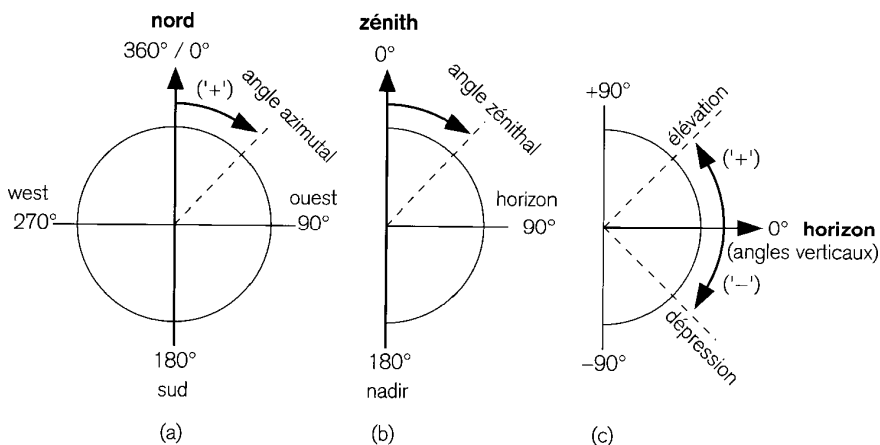 nord
360° / 0°
('+')
angle azimutal
west
270°
ouest
90°
180°
sud
(a)
zénith
0°
angle zénithal
horizon
90°
180°
nadir
(b)
+90°
élévation
('+')
0° horizon
(angles verticaux)
('−')
dépression
−90°
(c)